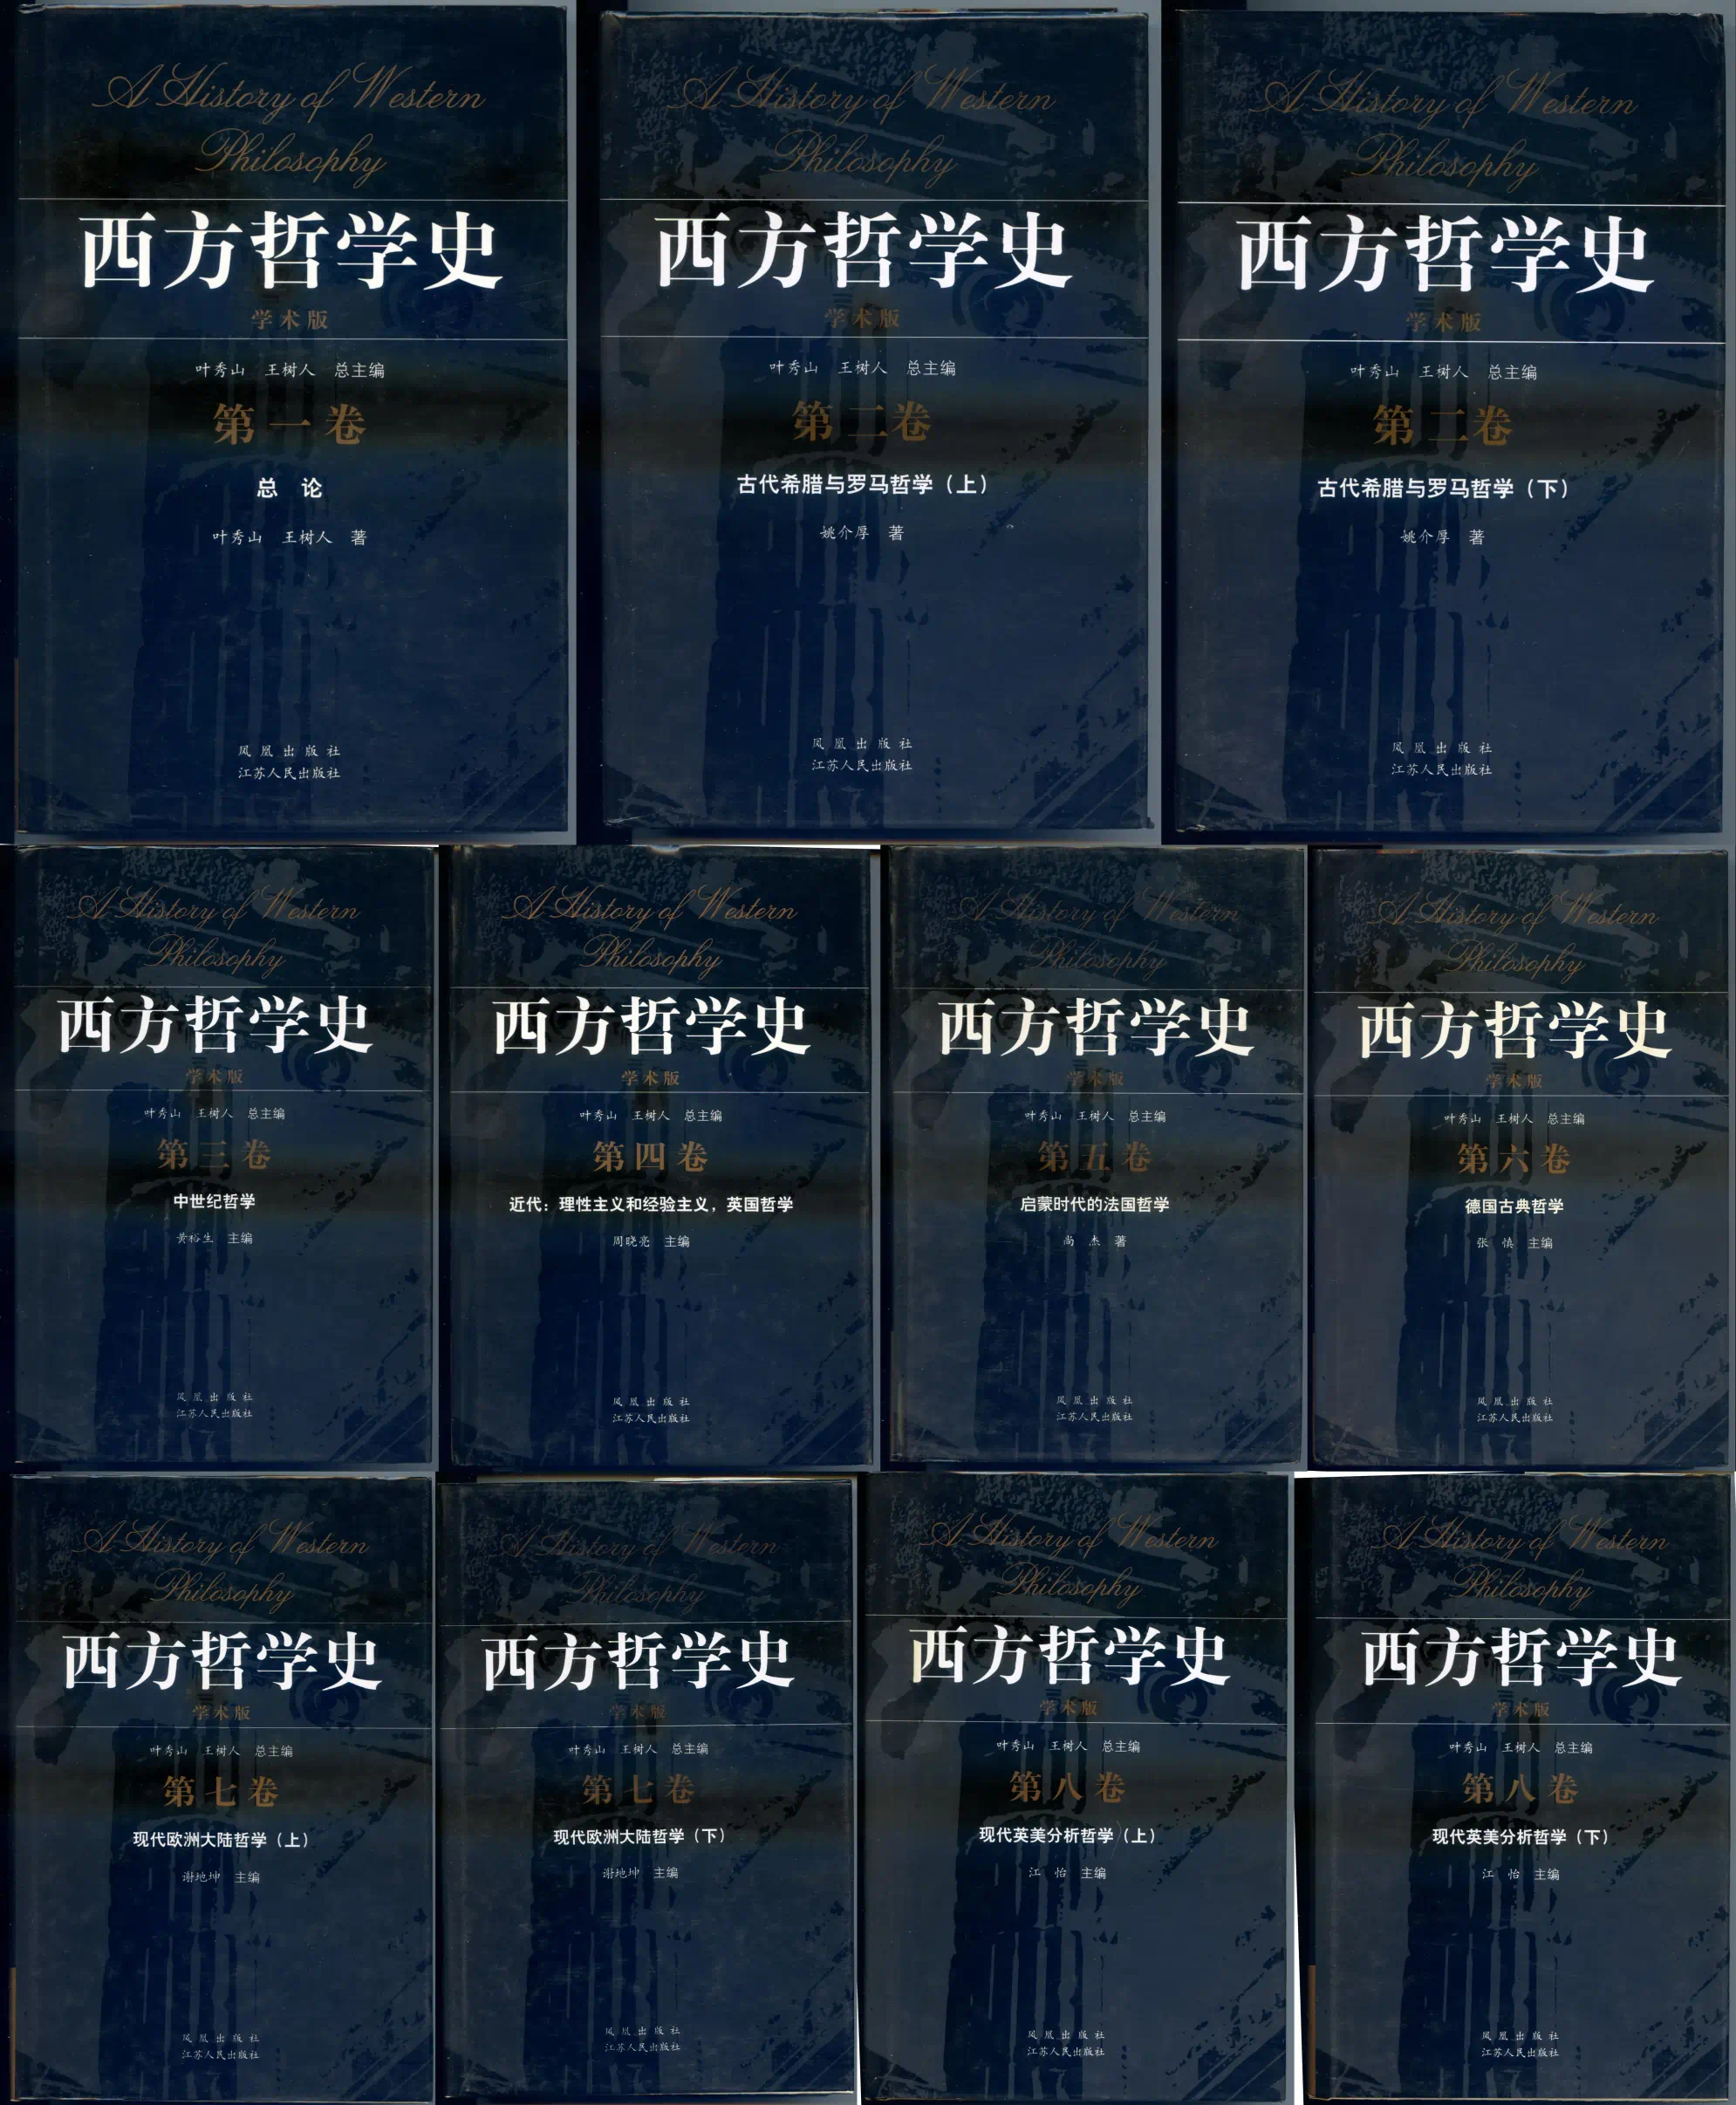 A History of Western
Philosophy
西方哲学史
学术版
叶秀山 王树人 总主编
第一卷
总 论
叶秀山 王树人 著
凤凰出版社
江苏人民出版社
A History of Western
Philosophy
西方哲学史
学术版
叶秀山 王树人 总主编
第二卷
古代希腊与罗马哲学（上）
姚介厚 著
凤凰出版社
江苏人民出版社
A History of Western
Philosophy
西方哲学史
学术版
叶秀山 王树人 总主编
第二卷
古代希腊与罗马哲学（下）
姚介厚 著
凤凰出版社
江苏人民出版社
A History of Western
Philosophy
西方哲学史
学术版
叶秀山 王树人 总主编
第三卷
中世纪哲学
黄裕生 主编
凤凰出版社
江苏人民出版社
A History of Western
Philosophy
西方哲学史
学术版
叶秀山 王树人 总主编
第四卷
近代：理性主义和经验主义，英国哲学
周晓亮 主编
凤凰出版社
江苏人民出版社
A History of Western
Philosophy
西方哲学史
学术版
叶秀山 王树人 总主编
第五卷
启蒙时代的法国哲学
尚 杰 著
凤凰出版社
江苏人民出版社
A History of Western
Philosophy
西方哲学史
学术版
叶秀山 王树人 总主编
第六卷
德国古典哲学
张 慎 主编
凤凰出版社
江苏人民出版社
A History of Western
Philosophy
西方哲学史
学术版
叶秀山 王树人 总主编
第七卷
现代欧洲大陆哲学（上）
谢地坤 主编
凤凰出版社
江苏人民出版社
A History of Western
Philosophy
西方哲学史
学术版
叶秀山 王树人 总主编
第七卷
现代欧洲大陆哲学（下）
谢地坤 主编
凤凰出版社
江苏人民出版社
A History of Western
Philosophy
西方哲学史
学术版
叶秀山 王树人 总主编
第八卷
现代英美分析哲学（上）
江 怡 主编
凤凰出版社
江苏人民出版社
A History of Western
Philosophy
西方哲学史
学术版
叶秀山 王树人 总主编
第八卷
现代英美分析哲学（下）
江 怡 主编
凤凰出版社
江苏人民出版社